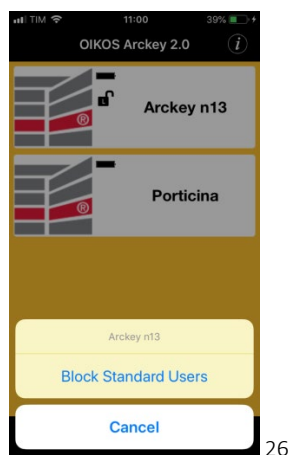 TIM 11:00 39%
OIKOS Arckey 2.0 i
Arckey n13
®
Porticina
®
Arckey n13
Block Standard Users
Cancel
26